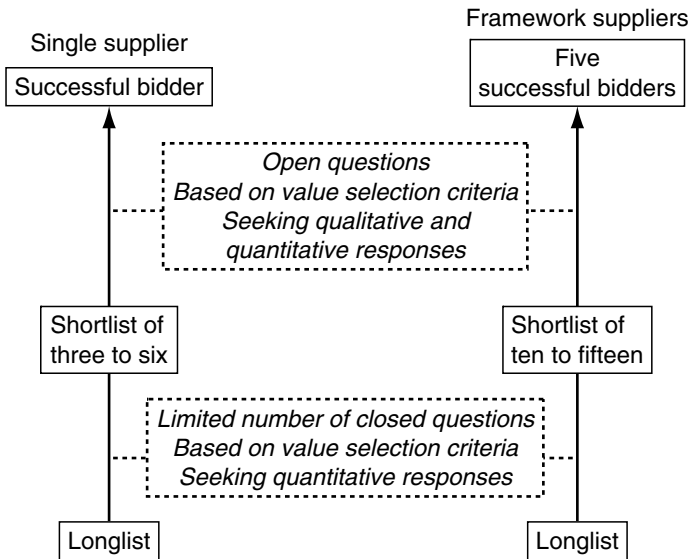 Single supplier
Framework suppliers
Successful bidder
Five
successful bidders
Open questions
Based on value selection criteria
Seeking qualitative and
quantitative responses
Shortlist of
three to six
Shortlist of
ten to fifteen
Limited number of closed questions
Based on value selection criteria
Seeking quantitative responses
Longlist
Longlist